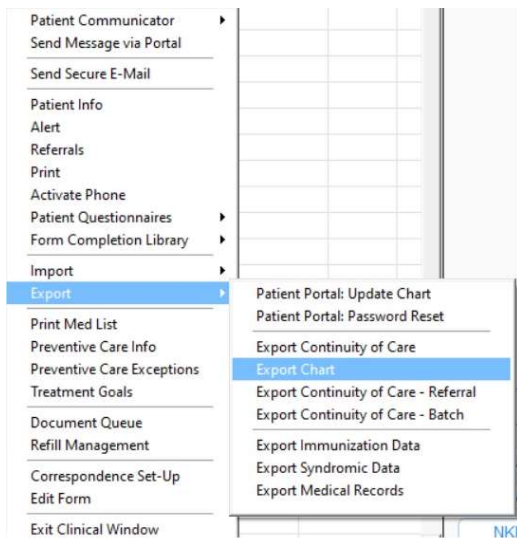 Patient Communicator
Send Message via Portal
Send Secure E-Mail
Patient Info
Alert
Referrals
Print
Activate Phone
Patient Questionnaires
Form Completion Library
Import
Export
Print Med List
Preventive Care Info
Preventive Care Exceptions
Treatment Goals
Document Queue
Refill Management
Correspondence Set-Up
Edit Form
Exit Clinical Window
Patient Portal: Update Chart
Patient Portal: Password Reset
Export Continuity of Care
Export Chart
Export Continuity of Care - Referral
Export Continuity of Care - Batch
Export Immunization Data
Export Syndromic Data
Export Medical Records